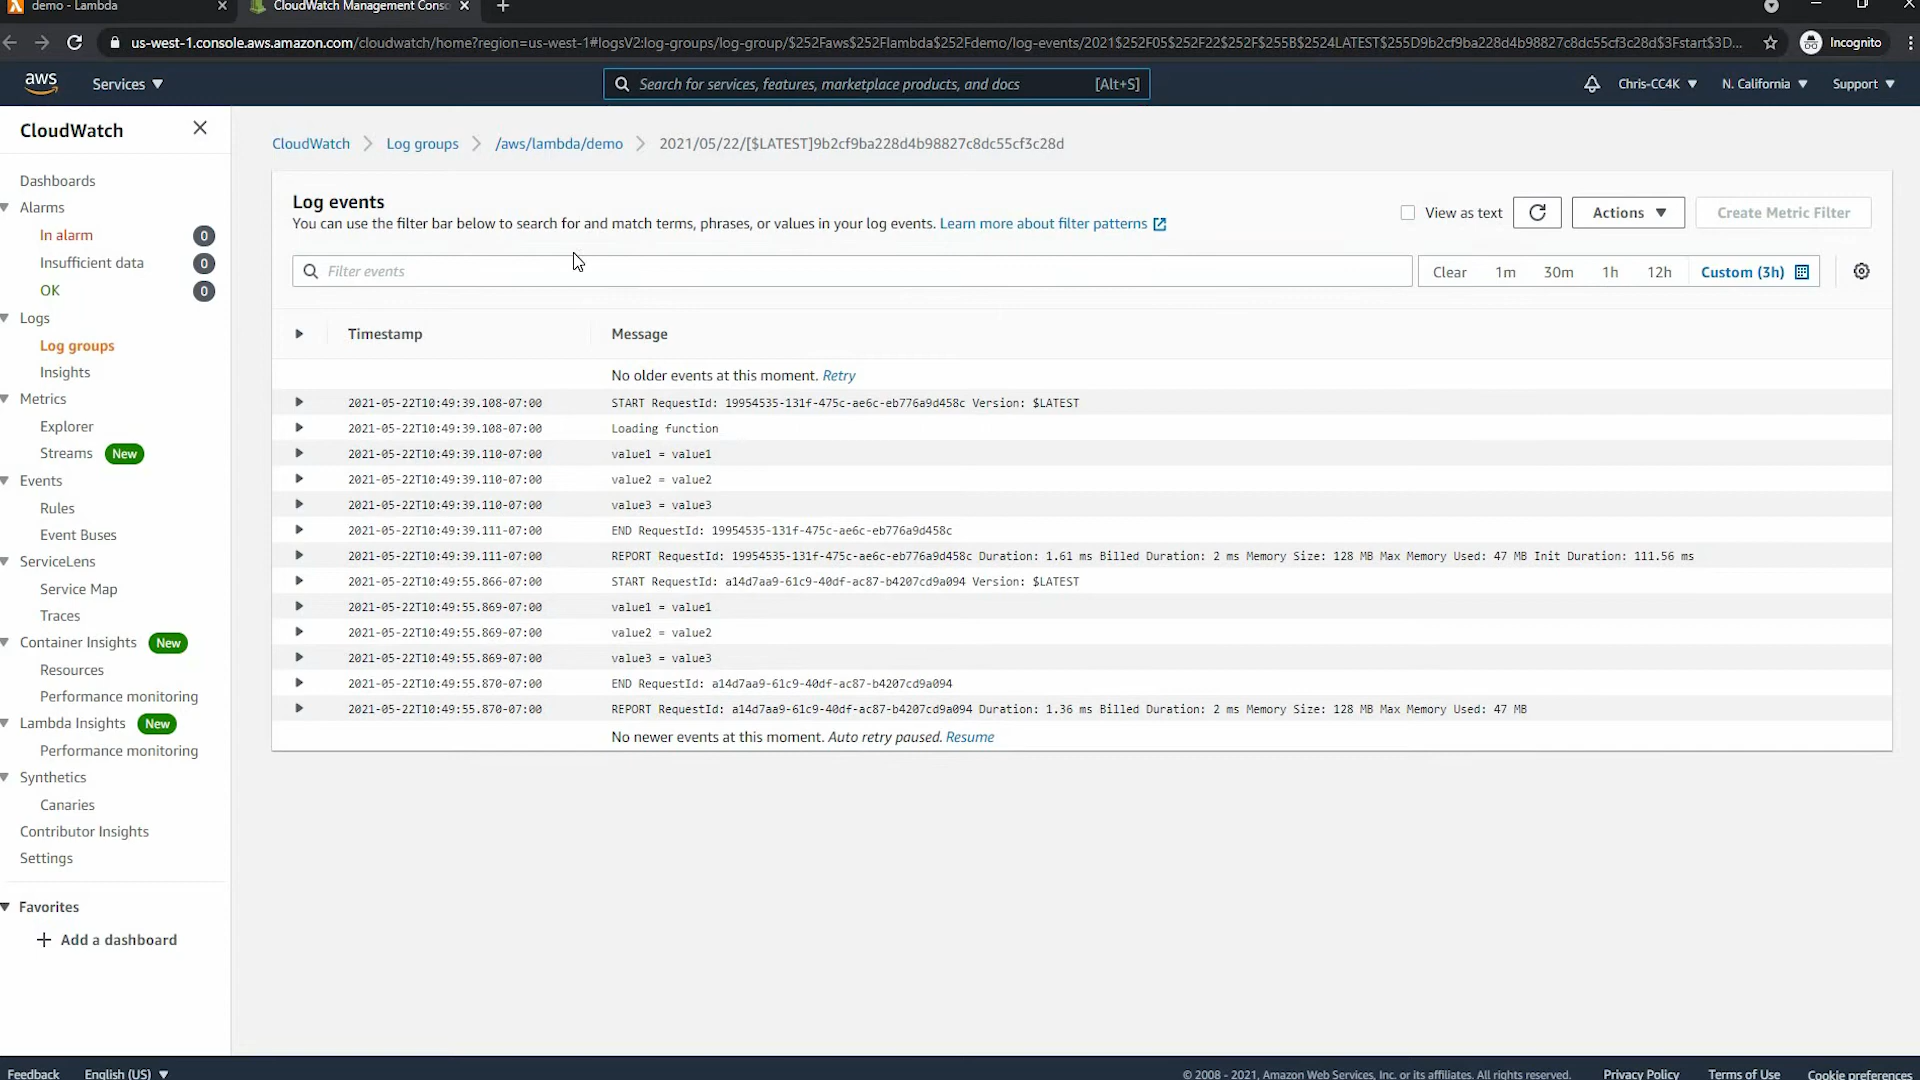 demo - Lambda
CloudWatch Management Conso
us-west-1.console.aws.amazon.com/cloudwatch/home?region=us-west-1#logsV2:log-groups/log-group/$252Faws$252Flambda$252Fdemo/log-events/2021$252F05$252F22$252F$255B$2524LATEST$255D9b2cf9ba228d4b98827c8dc55cf3c28d$3Fstart$3D...
Incognito
aws
Services
Search for services, features, marketplace products, and docs
[Alt+S]
Chris-CC4K
N. California
Support
CloudWatch
Dashboards
Alarms
In alarm 0
Insufficient data 0
OK 0
Logs
Log groups
Insights
Metrics
Explorer
Streams New
Events
Rules
Event Buses
ServiceLens
Service Map
Traces
Container Insights New
Resources
Performance monitoring
Lambda Insights New
Performance monitoring
Synthetics
Canaries
Contributor Insights
Settings
Favorites
Add a dashboard
CloudWatch
Log groups
/aws/lambda/demo
2021/05/22/[$LATEST]9b2cf9ba228d4b98827c8dc55cf3c28d
Log events
You can use the filter bar below to search for and match terms, phrases, or values in your log events. Learn more about filter patterns
View as text
Actions
Create Metric Filter
Filter events
Clear 1m 30m 1h 12h Custom (3h)
Timestamp Message
No older events at this moment. Retry
2021-05-22T10:49:39.108-07:00 START RequestId: 19954535-131f-475c-ae6c-eb776a9d458c Version: $LATEST
2021-05-22T10:49:39.108-07:00 Loading function
2021-05-22T10:49:39.110-07:00 value1 = value1
2021-05-22T10:49:39.110-07:00 value2 = value2
2021-05-22T10:49:39.110-07:00 value3 = value3
2021-05-22T10:49:39.111-07:00 END RequestId: 19954535-131f-475c-ae6c-eb776a9d458c
2021-05-22T10:49:39.111-07:00 REPORT RequestId: 19954535-131f-475c-ae6c-eb776a9d458c Duration: 1.61 ms Billed Duration: 2 ms Memory Size: 128 MB Max Memory Used: 47 MB Init Duration: 111.56 ms
2021-05-22T10:49:55.866-07:00 START RequestId: a14d7aa9-61c9-40df-ac87-b4207cd9a094 Version: $LATEST
2021-05-22T10:49:55.869-07:00 value1 = value1
2021-05-22T10:49:55.869-07:00 value2 = value2
2021-05-22T10:49:55.869-07:00 value3 = value3
2021-05-22T10:49:55.870-07:00 END RequestId: a14d7aa9-61c9-40df-ac87-b4207cd9a094
2021-05-22T10:49:55.870-07:00 REPORT RequestId: a14d7aa9-61c9-40df-ac87-b4207cd9a094 Duration: 1.36 ms Billed Duration: 2 ms Memory Size: 128 MB Max Memory Used: 47 MB
No newer events at this moment. Auto retry paused. Resume
Feedback
English (US)
© 2008 - 2021, Amazon Web Services, Inc. or its affiliates. All rights reserved.
Privacy Policy
Terms of Use
Cookie preferences